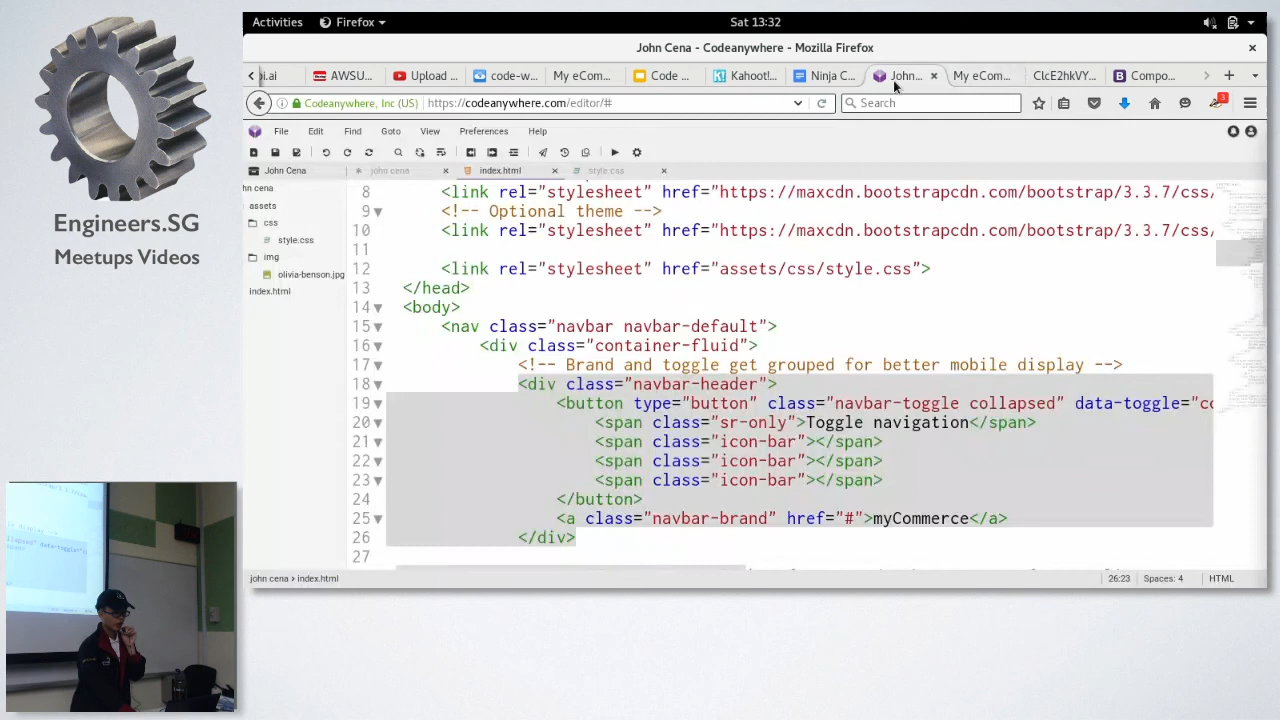 Engineers.SG
Meetups Videos
Activities
Firefox
Sat 13:32
John Cena - Codeanywhere - Mozilla Firefox
AWSU...
Upload ...
code-w...
My eCom...
Code ...
Kahoot!...
Ninja C...
John...
My eCom...
ClcE2hkVY...
Compo...
Codeanywhere, Inc (US)
https://codeanywhere.com/editor/#
Search
3
File Edit Find Goto View Preferences Help
John Cena
john cena
index.html
style.css
hn cena
assets
css
style.css
img
olivia-benson.jpg
index.html
8 <link rel="stylesheet" href="https://maxcdn.bootstrapcdn.com/bootstrap/3.3.7/css/
9 <!-- Optional theme -->
10 <link rel="stylesheet" href="https://maxcdn.bootstrapcdn.com/bootstrap/3.3.7/css/
11
12 <link rel="stylesheet" href="assets/css/style.css">
13 </head>
14 <body>
15 <nav class="navbar navbar-default">
16 <div class="container-fluid">
17 <!-- Brand and toggle get grouped for better mobile display -->
18 <div class="navbar-header">
19 <button type="button" class="navbar-toggle collapsed" data-toggle="co
20 <span class="sr-only">Toggle navigation</span>
21 <span class="icon-bar"></span>
22 <span class="icon-bar"></span>
23 <span class="icon-bar"></span>
24 </button>
25 <a class="navbar-brand" href="#">myCommerce</a>
26 </div>
27
john cena › index.html
26:23
Spaces: 4
HTML